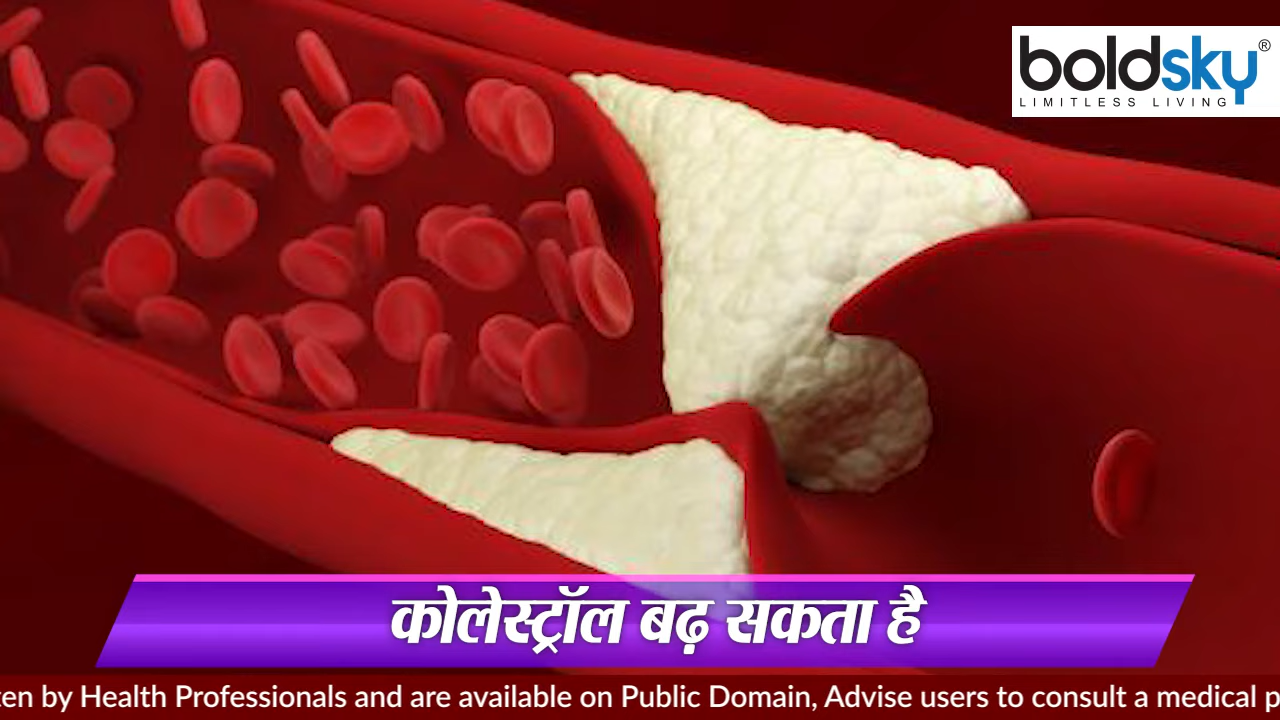 boldsky®
LIMITLESS LIVING
कोलेस्ट्रॉल बढ़ सकता है
by Health Professionals and are available on Public Domain, Advise users to consult a medical